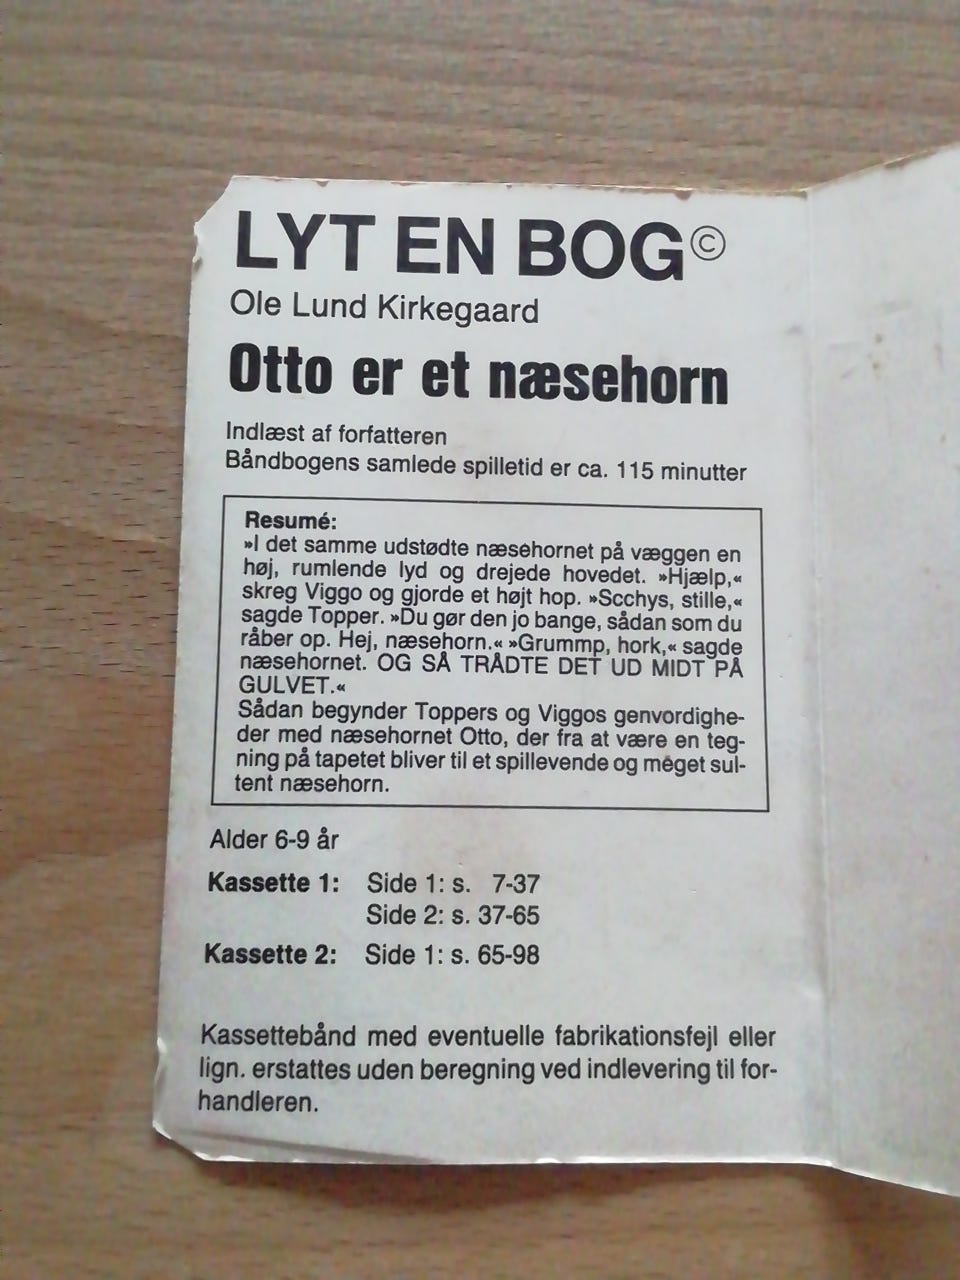 LYT EN BOG©
Ole Lund Kirkegaard
Otto er et næsehorn
Indlæst af forfatteren
Båndbogens samlede spilletid er ca. 115 minutter
Resumé:
»I det samme udstødte næsehornet på væggen en
høj, rumlende lyd og drejede hovedet. »Hjælp,«
skreg Viggo og gjorde et højt hop. »Scchys, stille,«
sagde Topper. »Du gør den jo bange, sådan som du
råber op. Hej, næsehorn.« »Grummp, hork,« sagde
næsehornet. OG SÅ TRÅDTE DET UD MIDT PÅ
GULVET.«
Sådan begynder Toppers og Viggos genvordighe-
der med næsehornet Otto, der fra at være en teg-
ning på tapetet bliver til et spillevende og meget sul-
tent næsehorn.
Alder 6-9 år
Kassette 1: Side 1: s. 7-37
Side 2: s. 37-65
Kassette 2: Side 1: s. 65-98
Kassettebånd med eventuelle fabrikationsfejl eller
lign. erstattes uden beregning ved indlevering til for-
handleren.